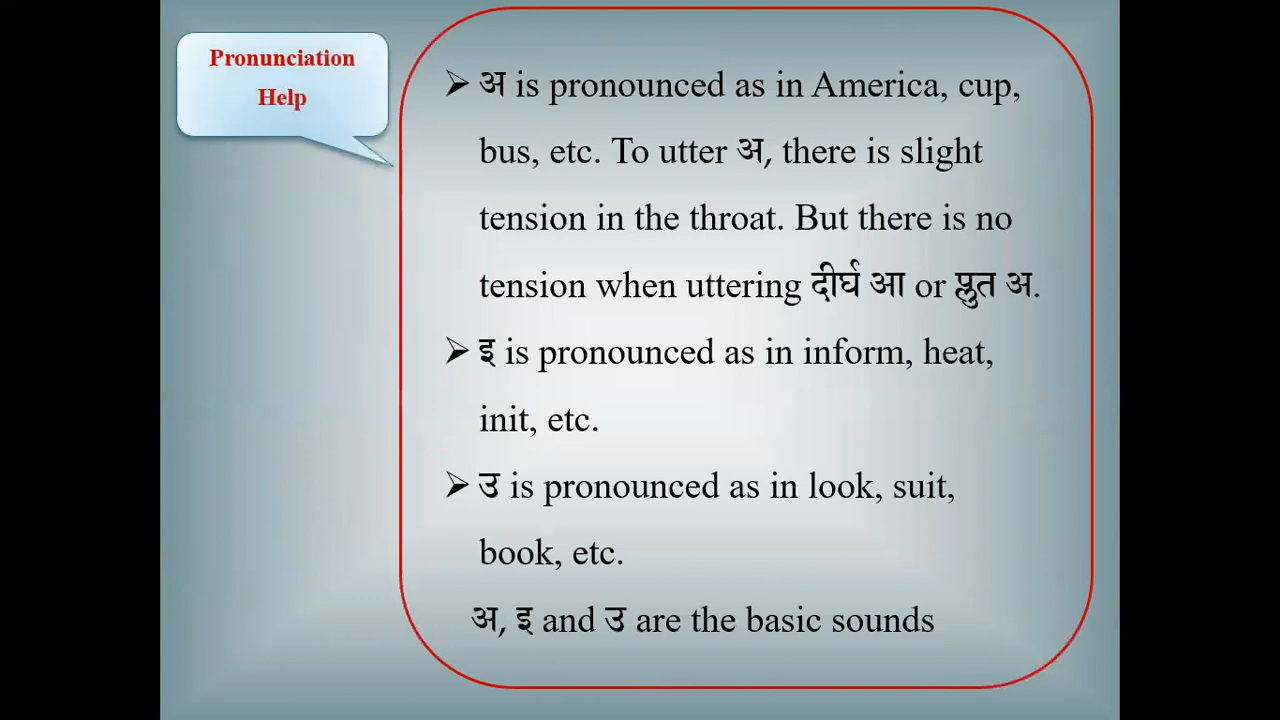 Pronunciation
Help
➢ अ is pronounced as in America, cup,
bus, etc. To utter अ, there is slight
tension in the throat. But there is no
tension when uttering दीर्घ आ or प्लुत अ.
➢ इ is pronounced as in inform, heat,
init, etc.
➢ उ is pronounced as in look, suit,
book, etc.
अ, इ and उ are the basic sounds